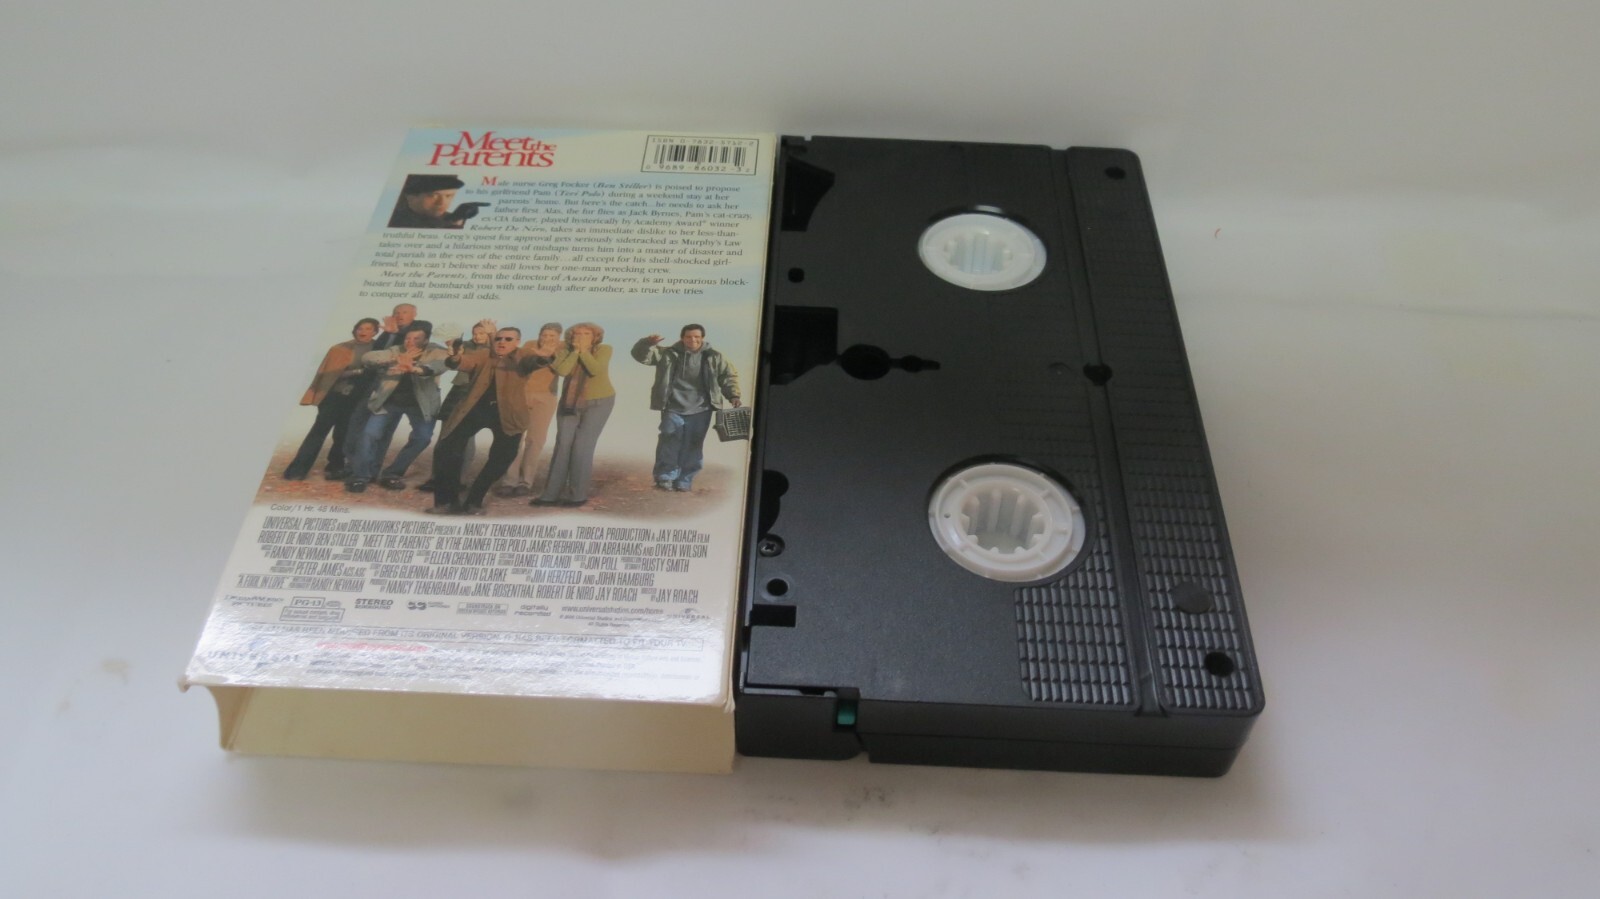 Meet the
Parents
Male nurse Greg Focker (Ben Stiller) is poised to propose
to his girlfriend Pam (Teri Polo) during a weekend stay at her
parents' home. But here's the catch...he needs to ask her
father first. Alas, the fur flies as Jack Byrnes, Pam's cat-crazy,
ex-CIA father, played hysterically by Academy Award® winner
Robert De Niro, takes an immediate dislike to her less-than-
truthful beau. Greg's quest for approval gets seriously sidetracked as Murphy's Law
takes over and a hilarious string of mishaps turns him into a master of disaster and
total pariah in the eyes of the entire family...all except for his shell-shocked girl-
friend, who can't believe she still loves her one-man wrecking crew.
Meet the Parents, from the director of Austin Powers, is an uproarious block-
buster hit that bombards you with one laugh after another, as true love tries
to conquer all, against all odds.
Color/1 Hr. 48 Mins.
UNIVERSAL PICTURES AND DREAMWORKS PICTURES PRESENT A NANCY TENENBAUM FILMS AND A TRIBECA PRODUCTION A JAY ROACH FILM
ROBERT DE NIRO BEN STILLER "MEET THE PARENTS" BLYTHE DANNER TERI POLO JAMES REBHORN JON ABRAHAMS AND OWEN WILSON
RANDY NEWMAN RANDALL POSTER ELLEN CHENOWETH DANIEL ORLANDI JON POLL RUSTY SMITH
PETER JAMES GREG GLIENNA & MARY RUTH CLARKE JIM HERZFELD AND JOHN HAMBURG
"A FOOL IN LOVE" RANDY NEWMAN NANCY TENENBAUM AND JANE ROSENTHAL ROBERT DE NIRO JAY ROACH BY JAY ROACH
PG-13 STEREO digitally recorded www.universalstudios.com/home
UNIVERSAL